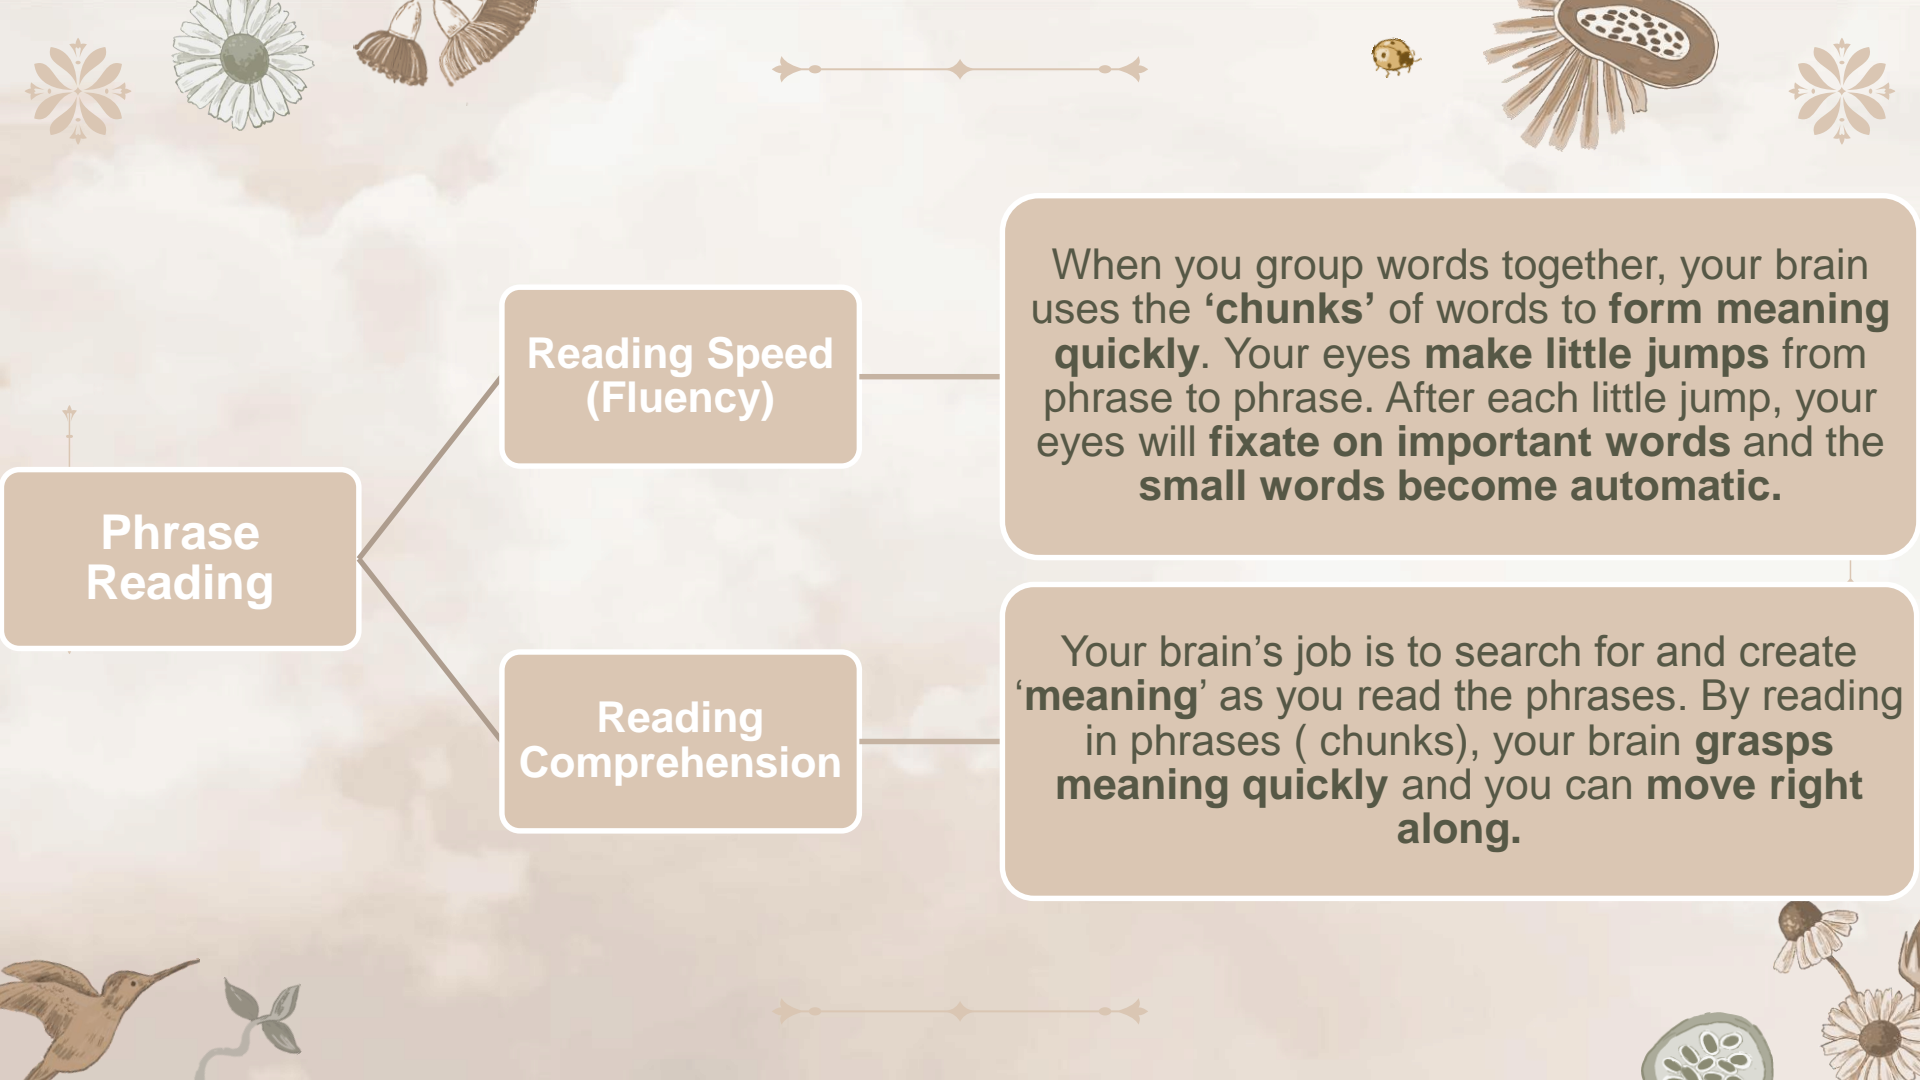 Phrase
Reading
Reading Speed
(Fluency)
When you group words together, your brain
uses the ‘chunks’ of words to form meaning
quickly. Your eyes make little jumps from
phrase to phrase. After each little jump, your
eyes will fixate on important words and the
small words become automatic.
Reading
Comprehension
Your brain’s job is to search for and create
‘meaning’ as you read the phrases. By reading
in phrases ( chunks), your brain grasps
meaning quickly and you can move right
along.